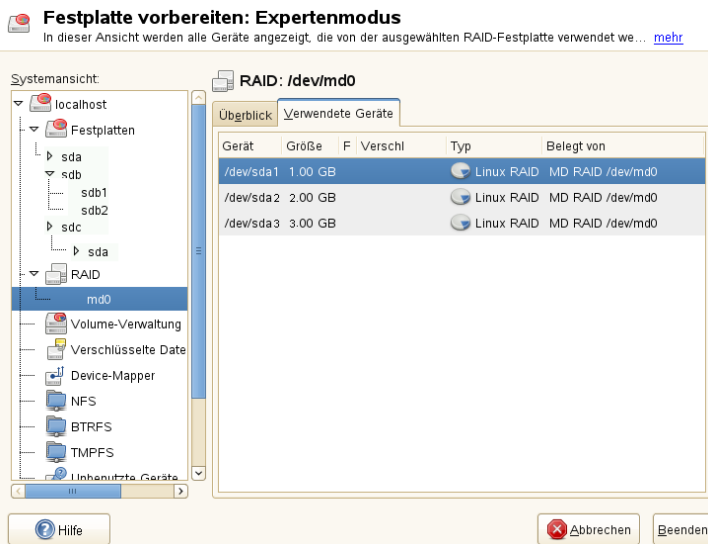 Festplatte vorbereiten: Expertenmodus
In dieser Ansicht werden alle Geräte angezeigt, die von der ausgewählten RAID-Festplatte verwendet we... mehr
Systemansicht:
localhost
Festplatten
sda
sdb
sdb1
sdb2
sdc
sda
RAID
md0
Volume-Verwaltung
Verschlüsselte Date
Device-Mapper
NFS
BTRFS
TMPFS
Unbenutzte Geräte
RAID: /dev/md0
Überblick Verwendete Geräte
Gerät Größe F Verschl Typ Belegt von
/dev/sda1 1.00 GB Linux RAID MD RAID /dev/md0
/dev/sda2 2.00 GB Linux RAID MD RAID /dev/md0
/dev/sda3 3.00 GB Linux RAID MD RAID /dev/md0
Hilfe Abbrechen Beenden